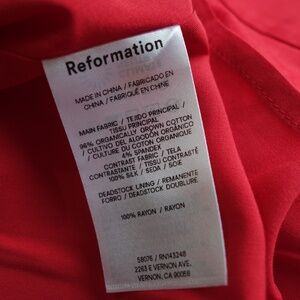 Reformation
MADE IN CHINA / FABRICADO EN
CHINA / FABRIQUÉ EN CHINE
MAIN FABRIC / TEJIDO PRINCIPAL /
TISSU PRINCIPAL
96% ORGANICALLY GROWN COTTON
/ CULTIVO DEL ALGODÓN ORGÁNICO
/ CULTURE DU COTON ORGANIQUE
4% SPANDEX
CONTRAST FABRIC / TELA
CONTRASTANTE / TISSU CONTRASTÉ
100% SILK / SEDA / SOIE
DEADSTOCK LINING / REMANENTE
FORRO / DEADSTOCK DOUBLURE
100% RAYON / RAYON
58076 / RN143248
2263 E VERNON AVE.
VERNON, CA 90058